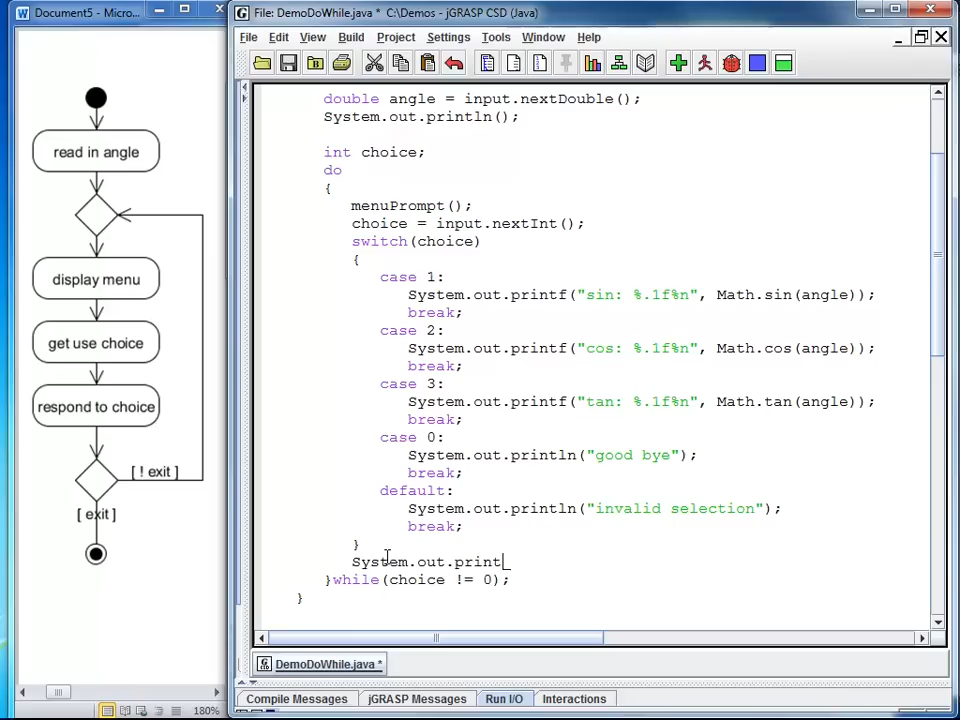 Document5 - Micro...
read in angle
display menu
get use choice
respond to choice
[ ! exit ]
[ exit ]
180%
File: DemoDoWhile.java *  C:\Demos - jGRASP CSD (Java)
File Edit View Build Project Settings Tools Window Help
double angle = input.nextDouble();
System.out.println();
int choice;
do
{
menuPrompt();
choice = input.nextInt();
switch(choice)
{
case 1:
System.out.printf("sin: %.1f%n", Math.sin(angle));
break;
case 2:
System.out.printf("cos: %.1f%n", Math.cos(angle));
break;
case 3:
System.out.printf("tan: %.1f%n", Math.tan(angle));
break;
case 0:
System.out.println("good bye");
break;
default:
System.out.println("invalid selection");
break;
}
System.out.print
}while(choice != 0);
}
DemoDoWhile.java *
Compile Messages jGRASP Messages Run I/O Interactions